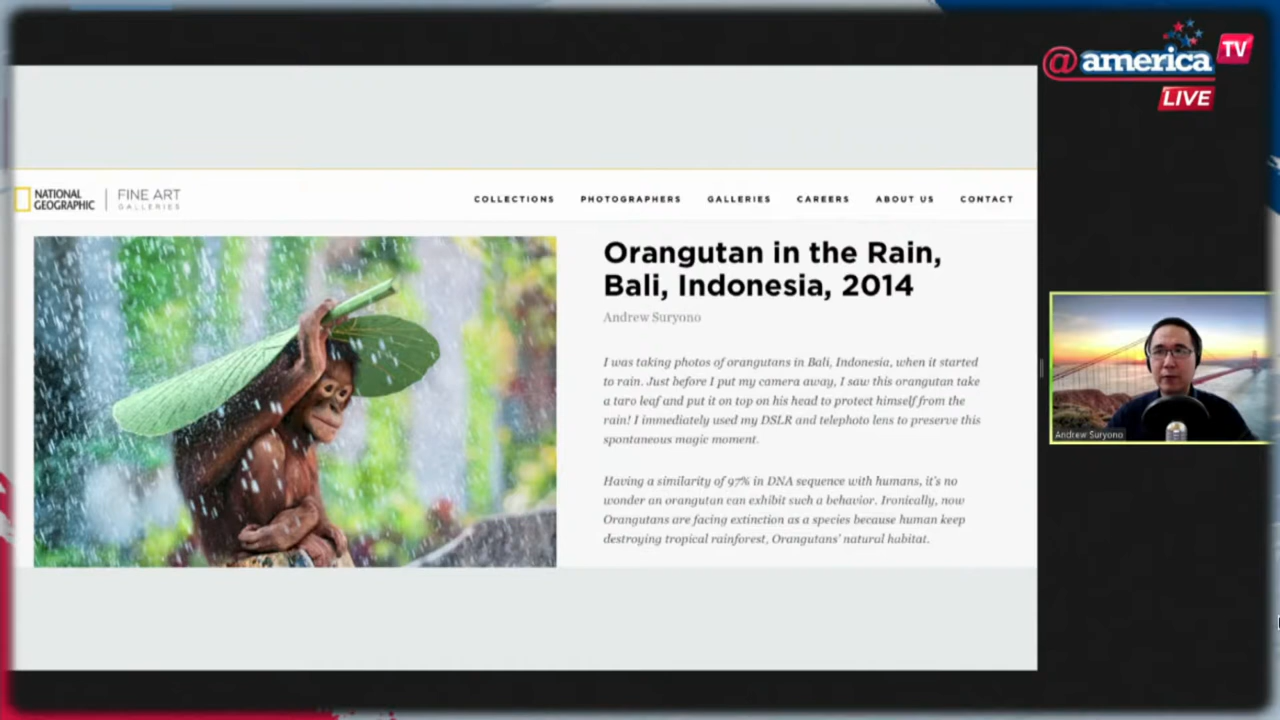 @america TV
LIVE
NATIONAL
GEOGRAPHIC
FINE ART
GALLERIES
COLLECTIONS PHOTOGRAPHERS GALLERIES CAREERS ABOUT US CONTACT
Orangutan in the Rain,
Bali, Indonesia, 2014
Andrew Suryono
I was taking photos of orangutans in Bali, Indonesia, when it started
to rain. Just before I put my camera away, I saw this orangutan take
a taro leaf and put it on top on his head to protect himself from the
rain! I immediately used my DSLR and telephoto lens to preserve this
spontaneous magic moment.
Having a similarity of 97% in DNA sequence with humans, it's no
wonder an orangutan can exhibit such a behavior. Ironically, now
Orangutans are facing extinction as a species because human keep
destroying tropical rainforest, Orangutans' natural habitat.
Andrew Suryono